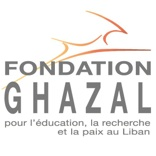 FONDATION
GHAZAL
pour l'éducation, la recherche
et la paix au Liban